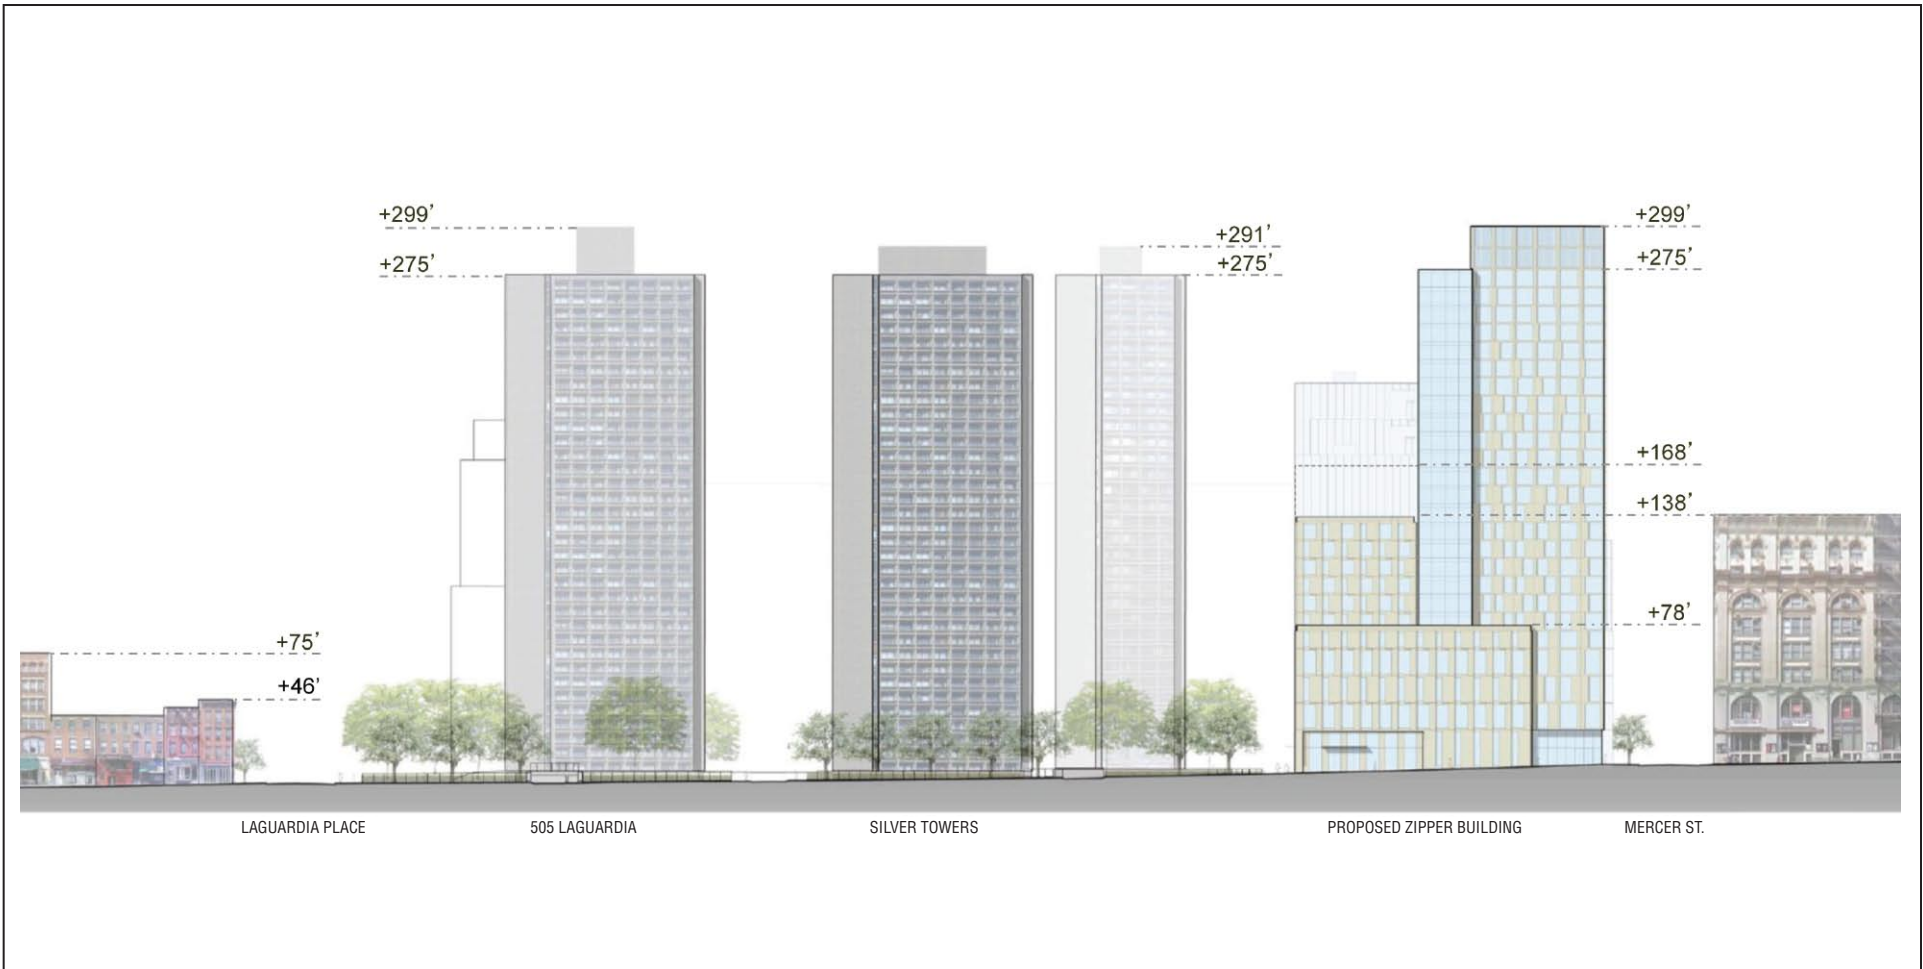 +299’
+275’
+75’
+46’
+291’
+275’
+299’
+275’
+168’
+138’
+78’
LAGUARDIA PLACE
505 LAGUARDIA
SILVER TOWERS
PROPOSED ZIPPER BUILDING
MERCER ST.